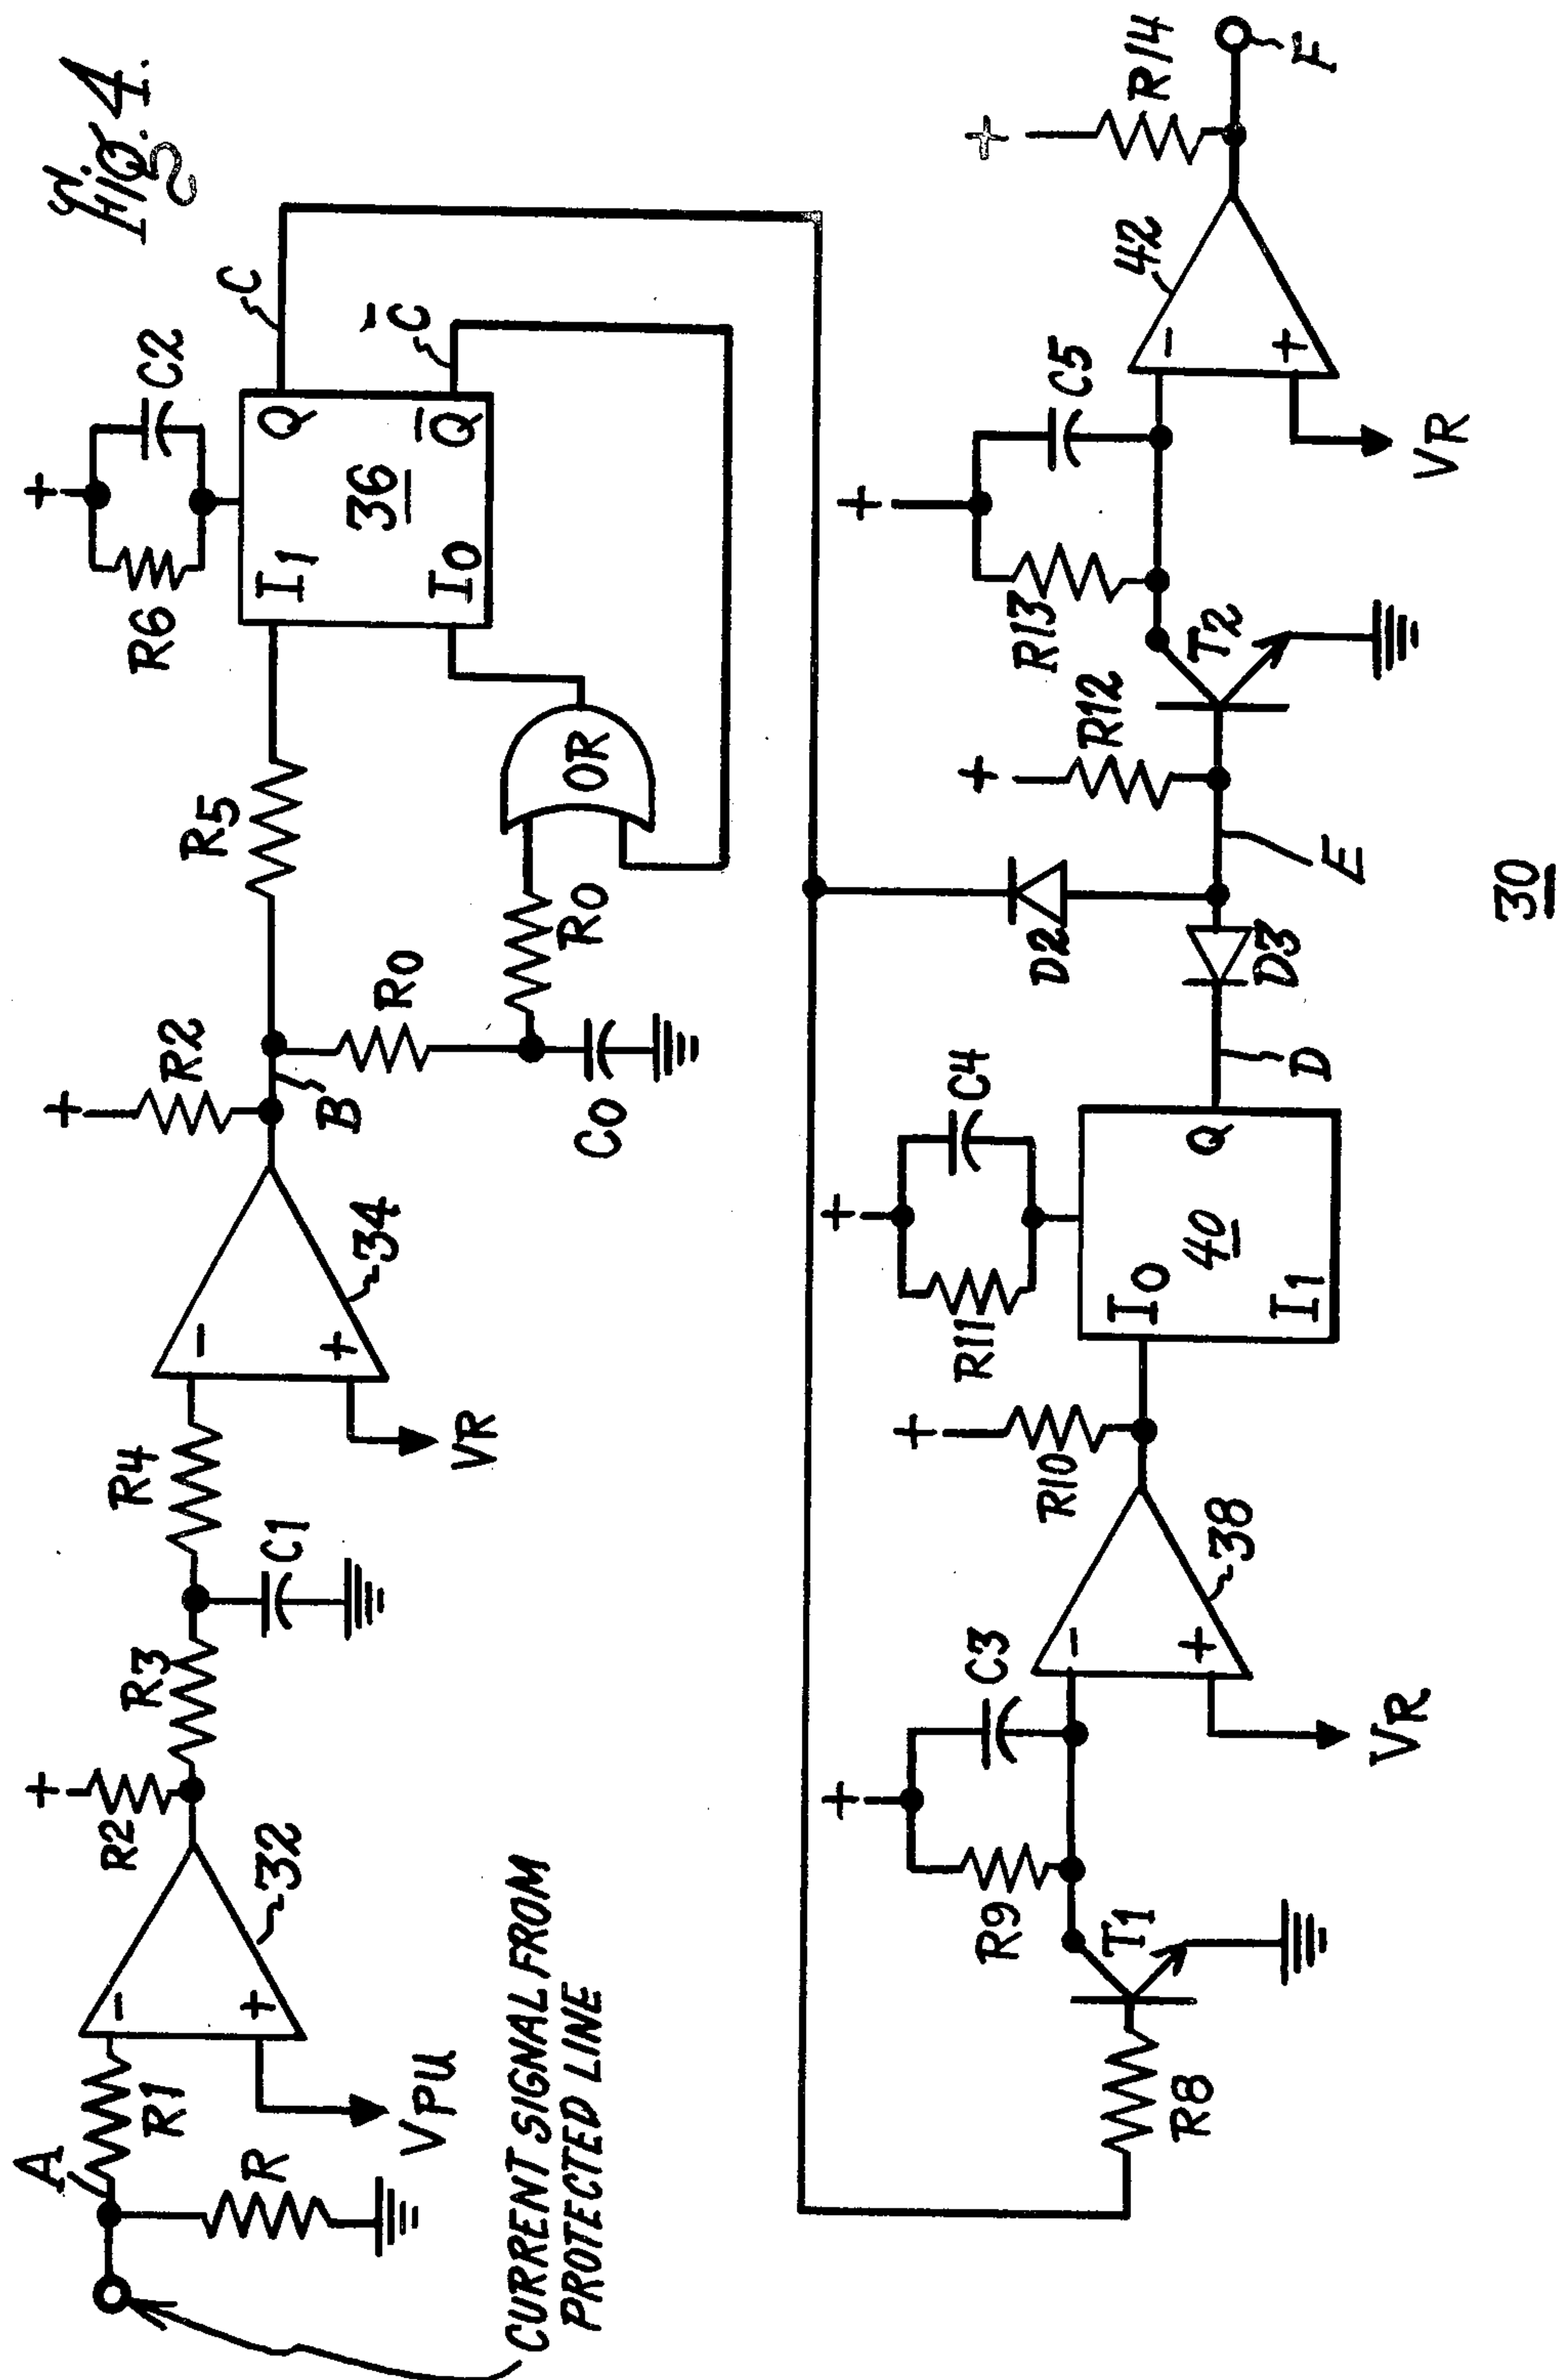 Fig. 4.
A
R1
R
VPU
-
+
32
R2
+
R3
C1
R4
-
+
VR
34
R2
+
B
R0
C0
R0
OR
R5
R6
C2
+
I1
I0
36
Q
Q̅
C
C̅
CURRENT SIGNAL FROM
PROTECTED LINE
R8
T1
R9
C3
+
-
+
VR
38
R10
+
I0
I1
40
Q
R11
C4
+
D
D3
D2
E
R12
+
T2
R13
C5
+
-
+
VR
42
R14
+
F
30